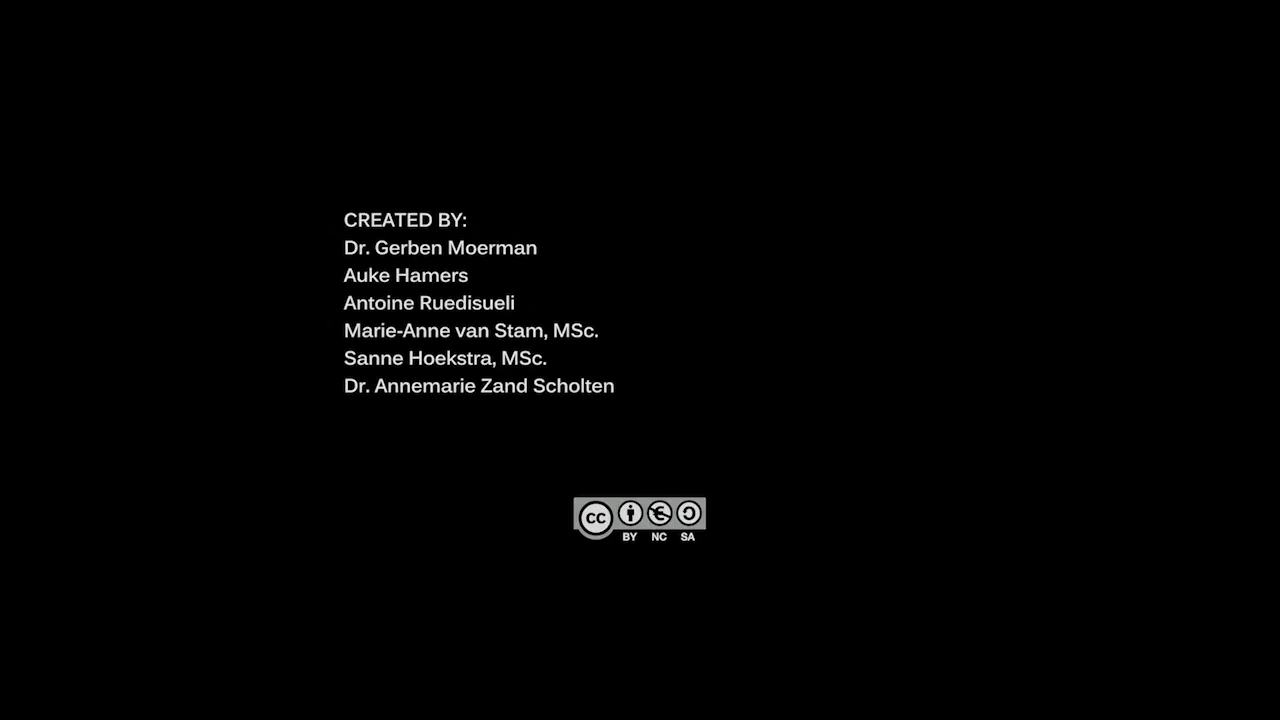 CREATED BY:
Dr. Gerben Moerman
Auke Hamers
Antoine Ruedisueli
Marie-Anne van Stam, MSc.
Sanne Hoekstra, MSc.
Dr. Annemarie Zand Scholten
cc
BY NC SA